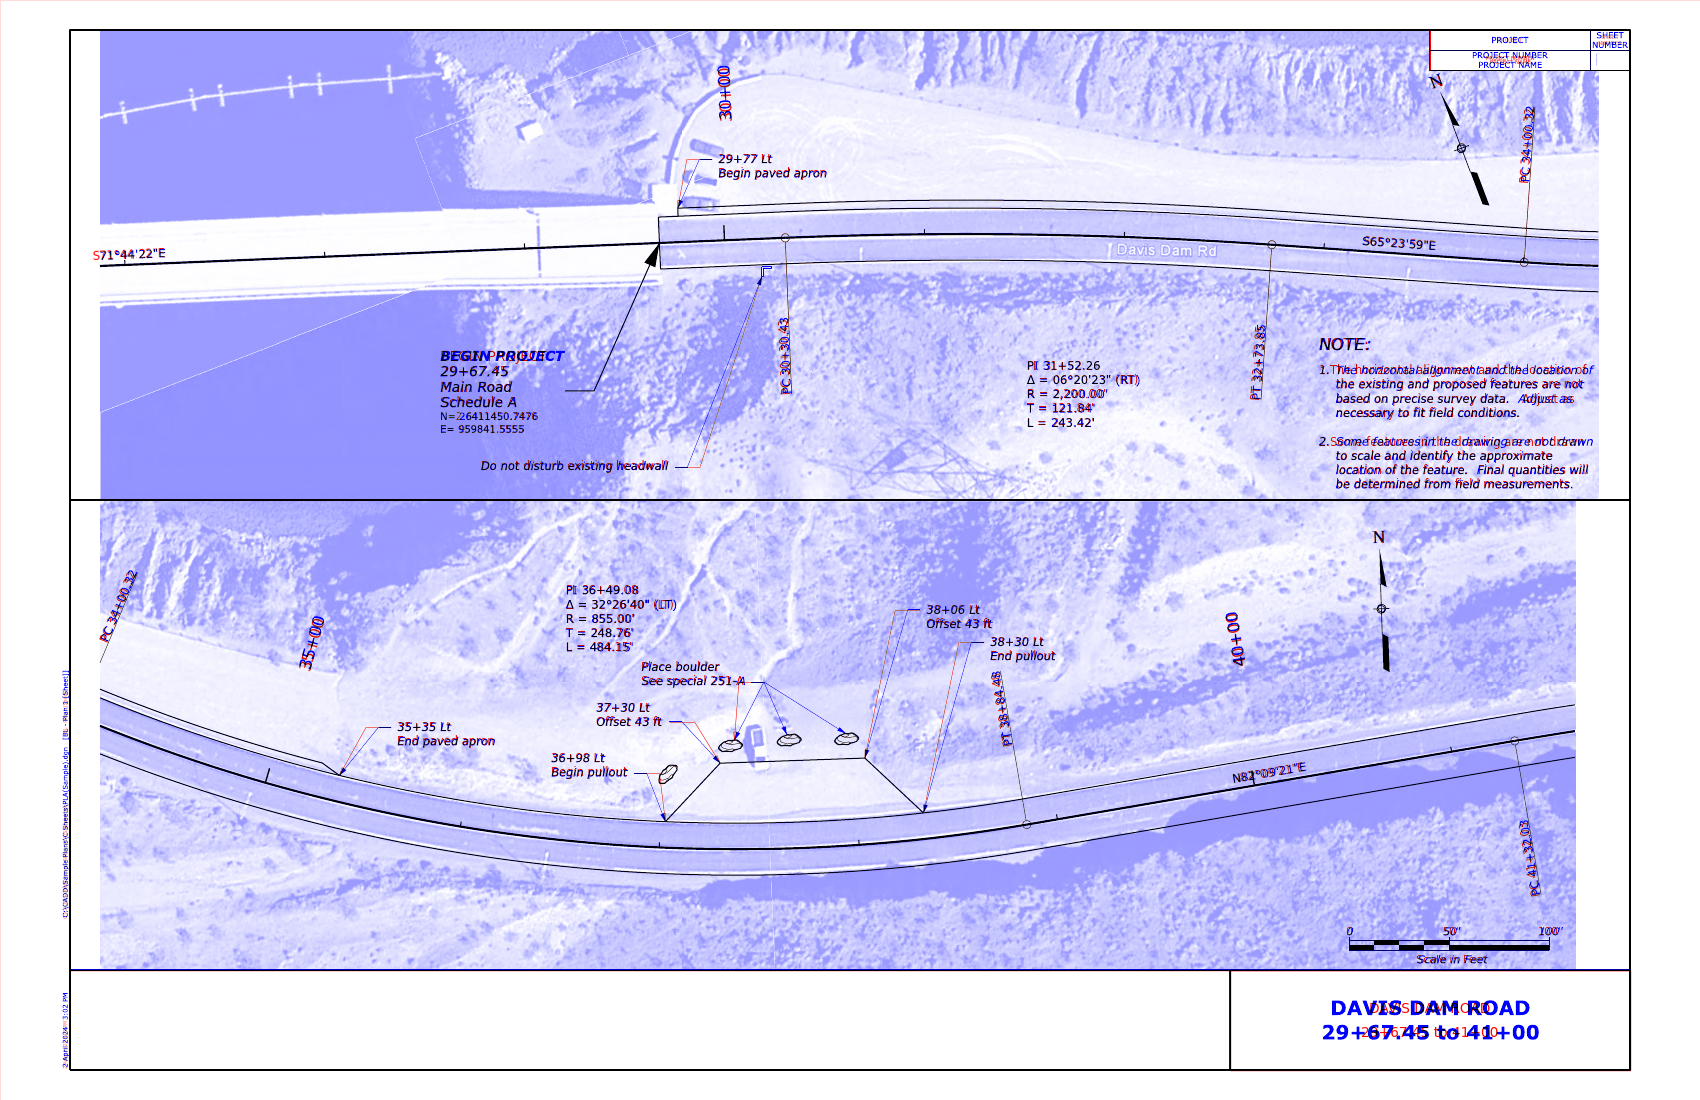 PROJECT
SHEET
NUMBER
PROJECT NUMBER
PROJECT NAME
N
30+00
29+77 Lt
Begin paved apron
PC 34+00.32
S71°44'22"E
S65°23'59"E
Davis Dam Rd
PC 30+30.43
PT 32+73.85
BEGIN PROJECT
29+67.45
Main Road
Schedule A
N= 26411450.7476
E= 959841.5555
PI 31+52.26
Δ = 06°20'23" (RT)
R = 2,200.00'
T = 121.84'
L = 243.42'
Do not disturb existing headwall
NOTE:
1. The horizontal alignment and the location of
the existing and proposed features are not
based on precise survey data. Adjust as
necessary to fit field conditions.
2. Some features in the drawing are not drawn
to scale and identify the approximate
location of the feature. Final quantities will
be determined from field measurements.
N
PC 34+00.32
35+00
PI 36+49.08
Δ = 32°26'40" (LT)
R = 855.00'
T = 248.76'
L = 484.15'
38+06 Lt
Offset 43 ft
38+30 Lt
End pullout
40+00
Place boulder
See special 251-A
37+30 Lt
Offset 43 ft
35+35 Lt
End paved apron
36+98 Lt
Begin pullout
PT 38+84.48
N82°09'21"E
PC 41+32.03
0 50' 100'
Scale in Feet
DAVIS DAM ROAD
29+67.45 to 41+00
2 April 2024 3:02 PM